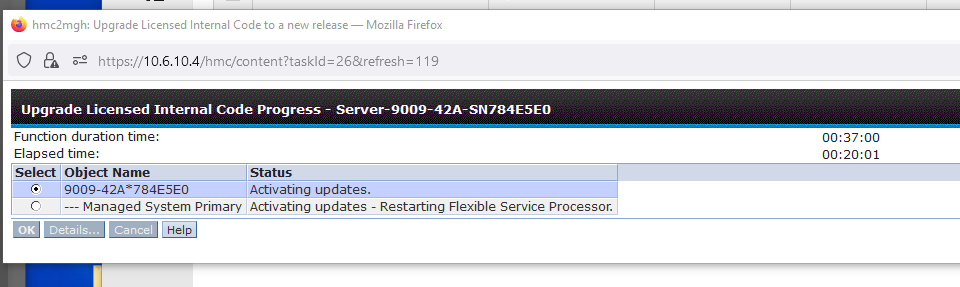 hmc2mgh: Upgrade Licensed Internal Code to a new release — Mozilla Firefox
https://10.6.10.4/hmc/content?taskId=26&refresh=119
Upgrade Licensed Internal Code Progress - Server-9009-42A-SN784E5E0
Function duration time: 00:37:00
Elapsed time: 00:20:01
Select Object Name Status
9009-42A*784E5E0 Activating updates.
--- Managed System Primary Activating updates - Restarting Flexible Service Processor.
OK Details... Cancel Help